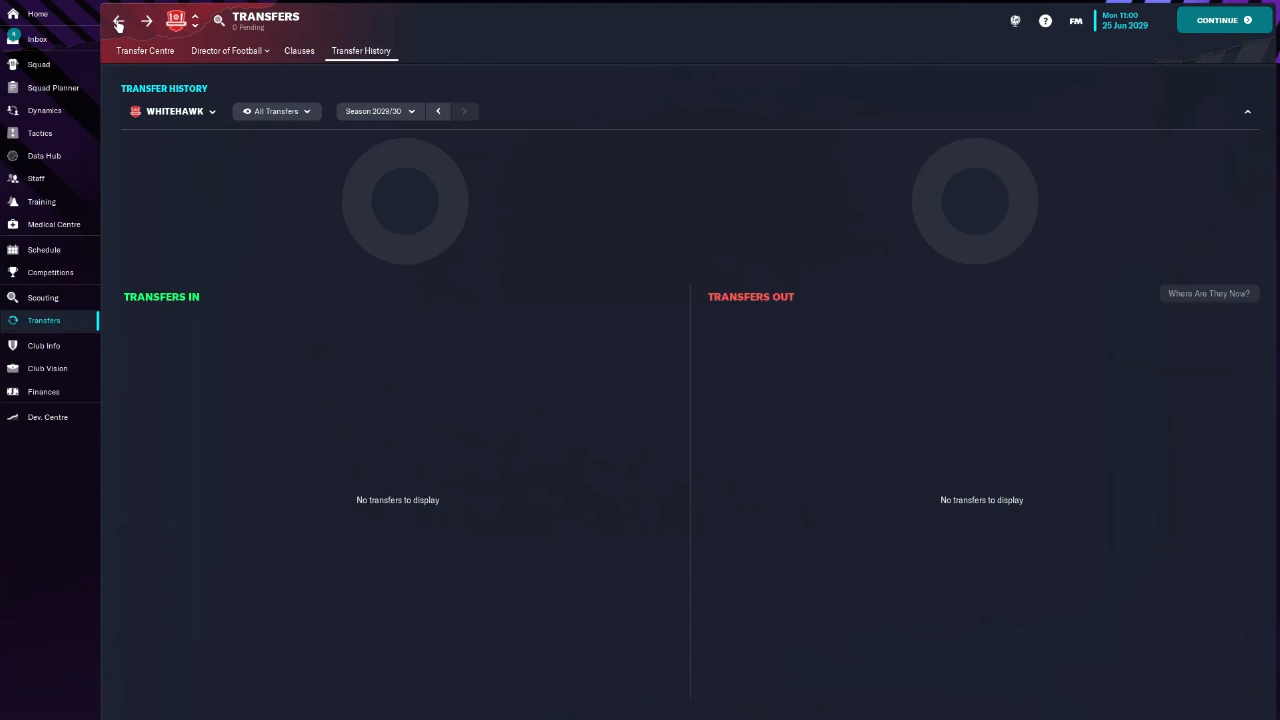 Home
4
Inbox
Squad
Squad Planner
Dynamics
Tactics
Data Hub
Staff
Training
Medical Centre
Schedule
Competitions
Scouting
Transfers
Club Info
Club Vision
Finances
Dev. Centre
TRANSFERS
0 Pending
?
FM
Mon 11:00
25 Jun 2029
CONTINUE
Transfer Centre
Director of Football
Clauses
Transfer History
TRANSFER HISTORY
WHITEHAWK
All Transfers
Season 2029/30
TRANSFERS IN
No transfers to display
TRANSFERS OUT
Where Are They Now?
No transfers to display